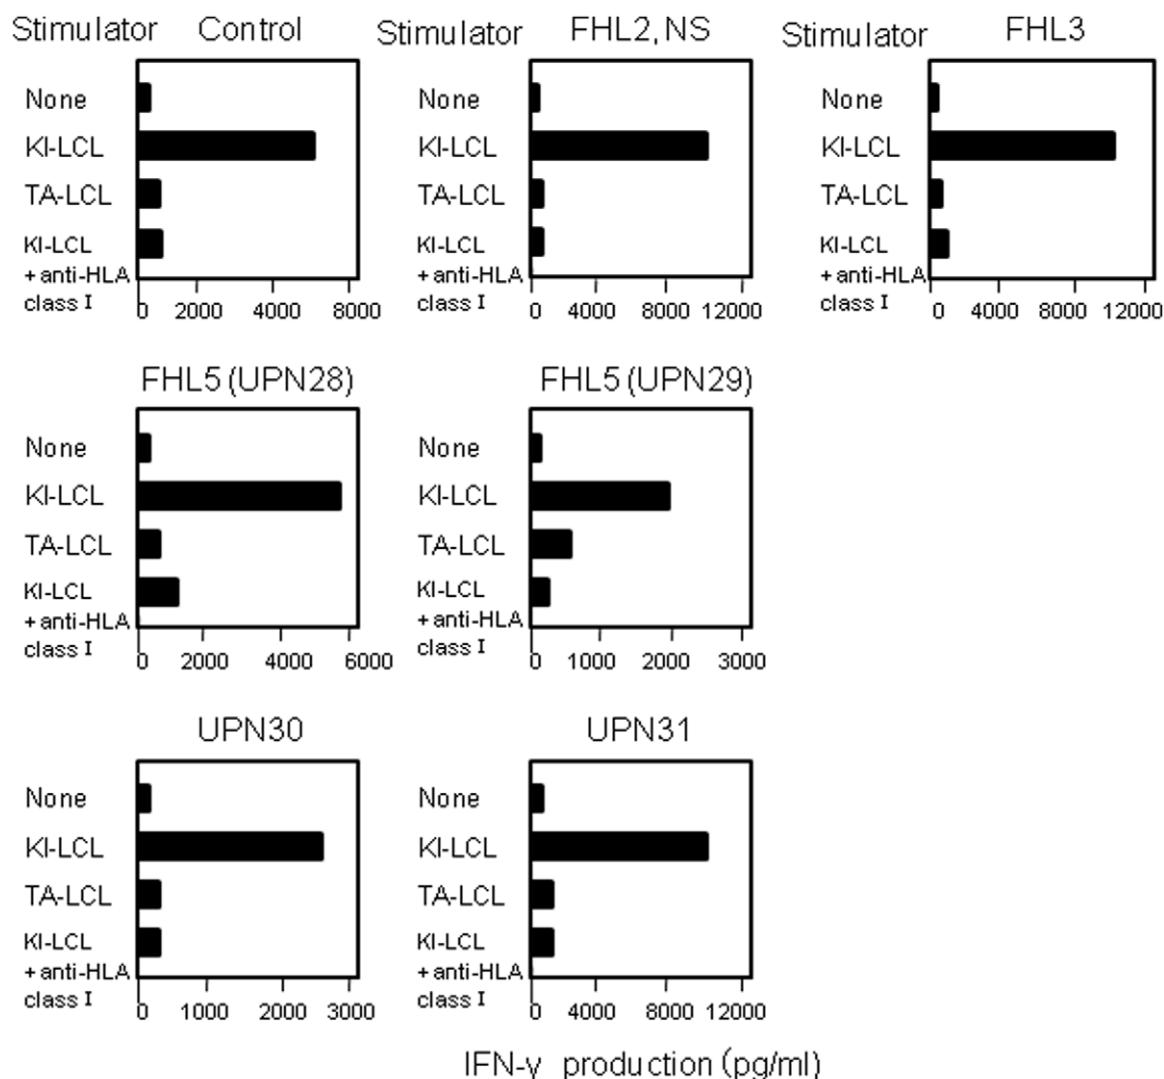 Stimulator Control Stimulator FHL2, NS Stimulator FHL3
None None None
KI-LCL KI-LCL KI-LCL
TA-LCL TA-LCL TA-LCL
KI-LCL KI-LCL KI-LCL
+anti-HLA +anti-HLA +anti-HLA
class I class I class I
0 2000 4000 8000 0 4000 8000 12000 0 4000 8000 12000
FHL5 (UPN28) FHL5 (UPN29)
None None
KI-LCL KI-LCL
TA-LCL TA-LCL
KI-LCL KI-LCL
+anti-HLA +anti-HLA
class I class I
0 2000 4000 6000 0 1000 2000 3000
UPN30 UPN31
None None
KI-LCL KI-LCL
TA-LCL TA-LCL
KI-LCL KI-LCL
+anti-HLA +anti-HLA
class I class I
0 1000 2000 3000 0 4000 8000 12000
IFN-γ production (pg/ml)